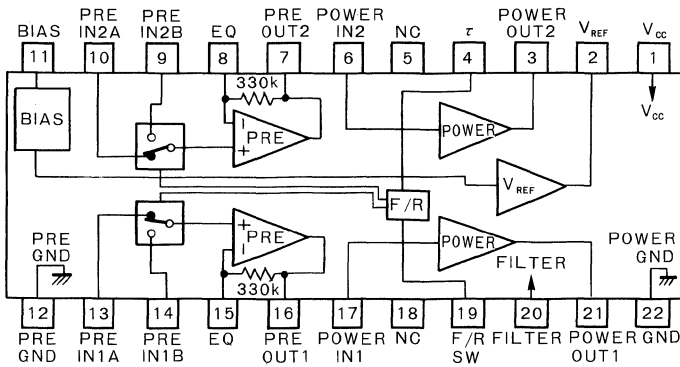 BIAS
PRE IN2A
PRE IN2B
EQ
PRE OUT2
POWER IN2
NC
τ
POWER OUT2
VREF
Vcc
11
10
9
8
7
6
5
4
3
2
1
330k
BIAS
PRE
POWER
Vcc
VREF
F/R
PRE
POWER
PRE GND
330k
FILTER
POWER GND
12
13
14
15
16
17
18
19
20
21
22
PRE GND
PRE IN1A
PRE IN1B
EQ
PRE OUT1
POWER IN1
NC
F/R SW
FILTER
POWER OUT1
GND